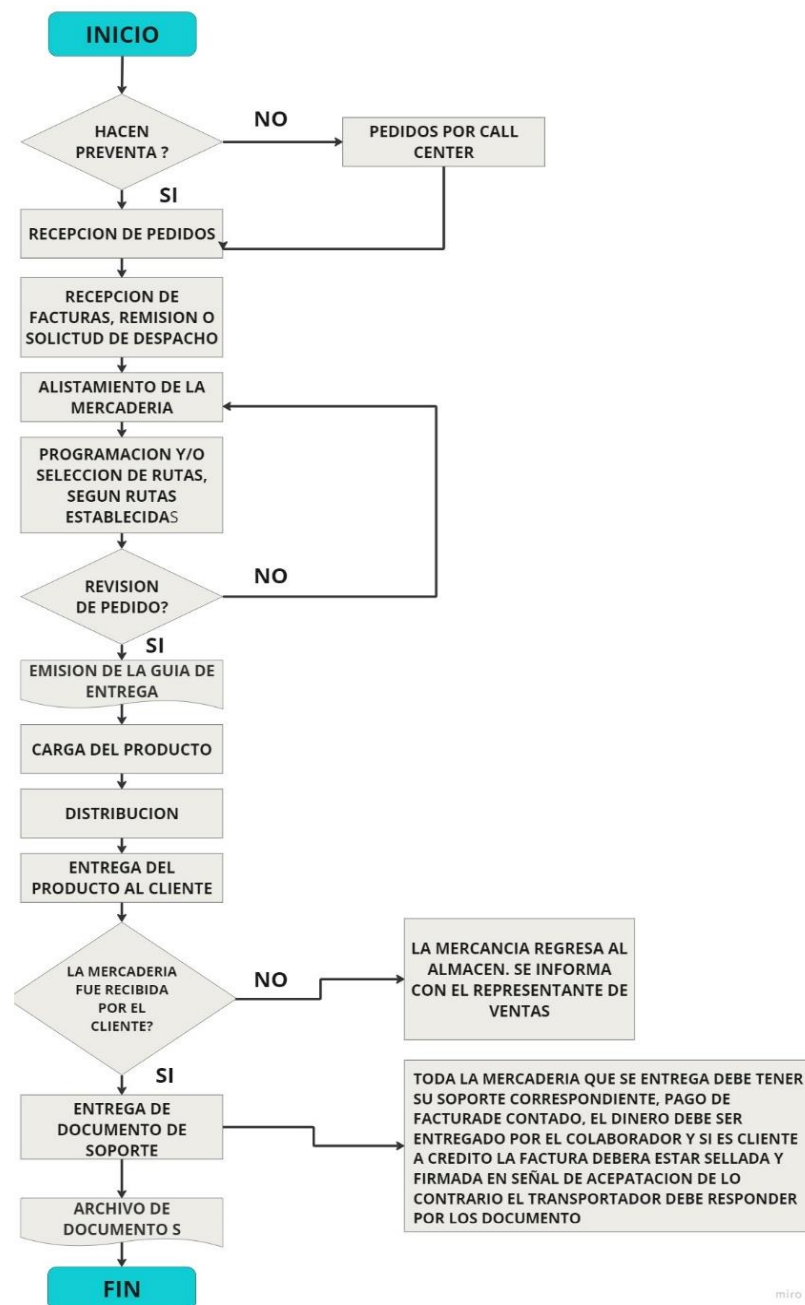 INICIO
HACEN
PREVENTA ?
NO
PEDIDOS POR CALL
CENTER
SI
RECEPCION DE PEDIDOS
RECEPCION DE
FACTURAS, REMISION O
SOLICTUD DE DESPACHO
ALISTAMIENTO DE LA
MERCADERIA
PROGRAMACION Y/O
SELECCION DE RUTAS,
SEGUN RUTAS
ESTABLECIDAS
REVISION
DE PEDIDO?
NO
SI
EMISION DE LA GUIA DE
ENTREGA
CARGA DEL PRODUCTO
DISTRIBUCION
ENTREGA DEL
PRODUCTO AL CLIENTE
LA MERCADERIA
FUE RECIBIDA
POR EL
CLIENTE?
NO
LA MERCANCIA REGRESA AL
ALMACEN. SE INFORMA
CON EL REPRESENTANTE DE
VENTAS
SI
ENTREGA DE
DOCUMENTO DE
SOPORTE
TODA LA MERCADERIA QUE SE ENTREGA DEBE TENER
SU SOPORTE CORRESPONDIENTE, PAGO DE
FACTURADE CONTADO, EL DINERO DEBE SER
ENTREGADO POR EL COLABORADOR Y SI ES CLIENTE
A CREDITO LA FACTURA DEBERA ESTAR SELLADA Y
FIRMADA EN SEÑAL DE ACEPATACION DE LO
CONTRARIO EL TRANSPORTADOR DEBE RESPONDER
POR LOS DOCUMENTO
ARCHIVO DE
DOCUMENTO S
FIN
miro